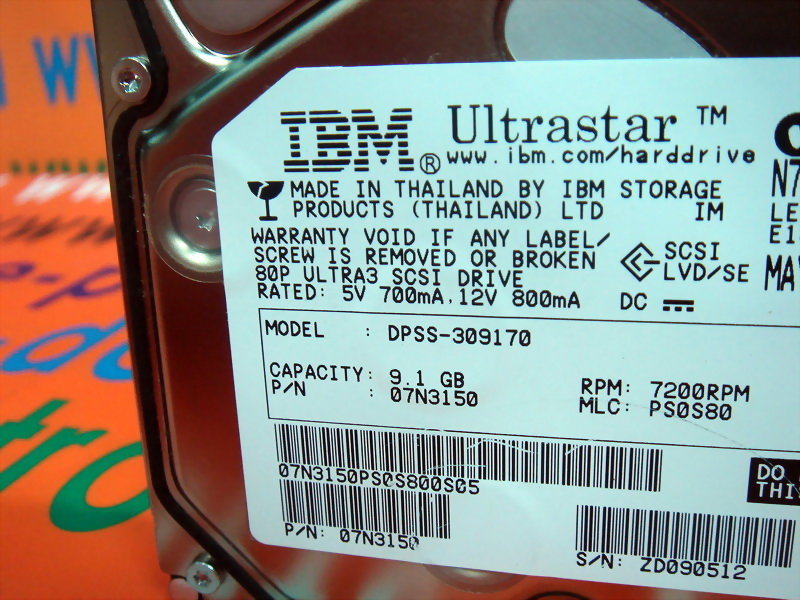 IBM® Ultrastar ™
www.ibm.com/harddrive
MADE IN THAILAND BY IBM STORAGE
PRODUCTS (THAILAND) LTD IM
WARRANTY VOID IF ANY LABEL/
SCREW IS REMOVED OR BROKEN
80P ULTRA3 SCSI DRIVE
SCSI
LVD/SE
RATED: 5V 700mA, 12V 800mA DC
MODEL : DPSS-309170
CAPACITY: 9.1 GB
P/N : 07N3150
RPM: 7200RPM
MLC: PS0S80
07N3150PS0S800S05
P/N: 07N3150
S/N: ZD090512
DO